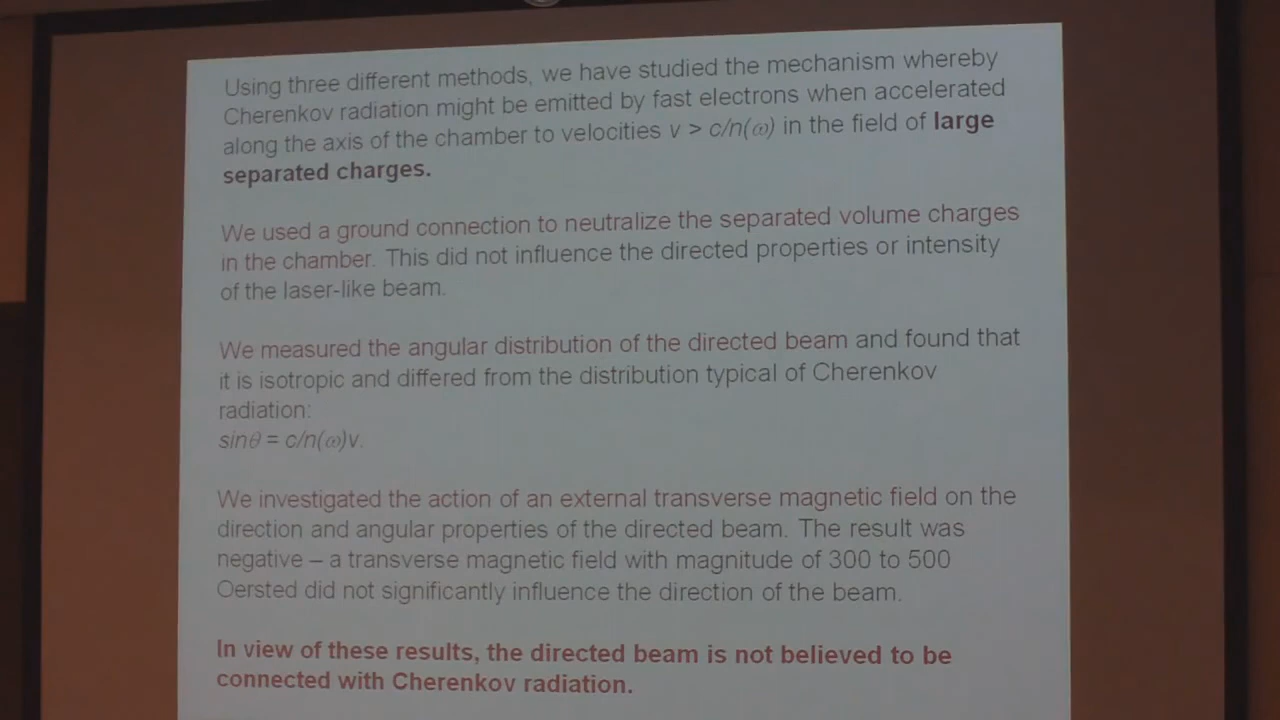 Using three different methods, we have studied the mechanism whereby
Cherenkov radiation might be emitted by fast electrons when accelerated
along the axis of the chamber to velocities v > c/n(ω) in the field of large
separated charges.
We used a ground connection to neutralize the separated volume charges
in the chamber. This did not influence the directed properties or intensity
of the laser-like beam.
We measured the angular distribution of the directed beam and found that
it is isotropic and differed from the distribution typical of Cherenkov
radiation:
sinθ = c/n(ω)v.
We investigated the action of an external transverse magnetic field on the
direction and angular properties of the directed beam. The result was
negative – a transverse magnetic field with magnitude of 300 to 500
Oersted did not significantly influence the direction of the beam.
In view of these results, the directed beam is not believed to be
connected with Cherenkov radiation.